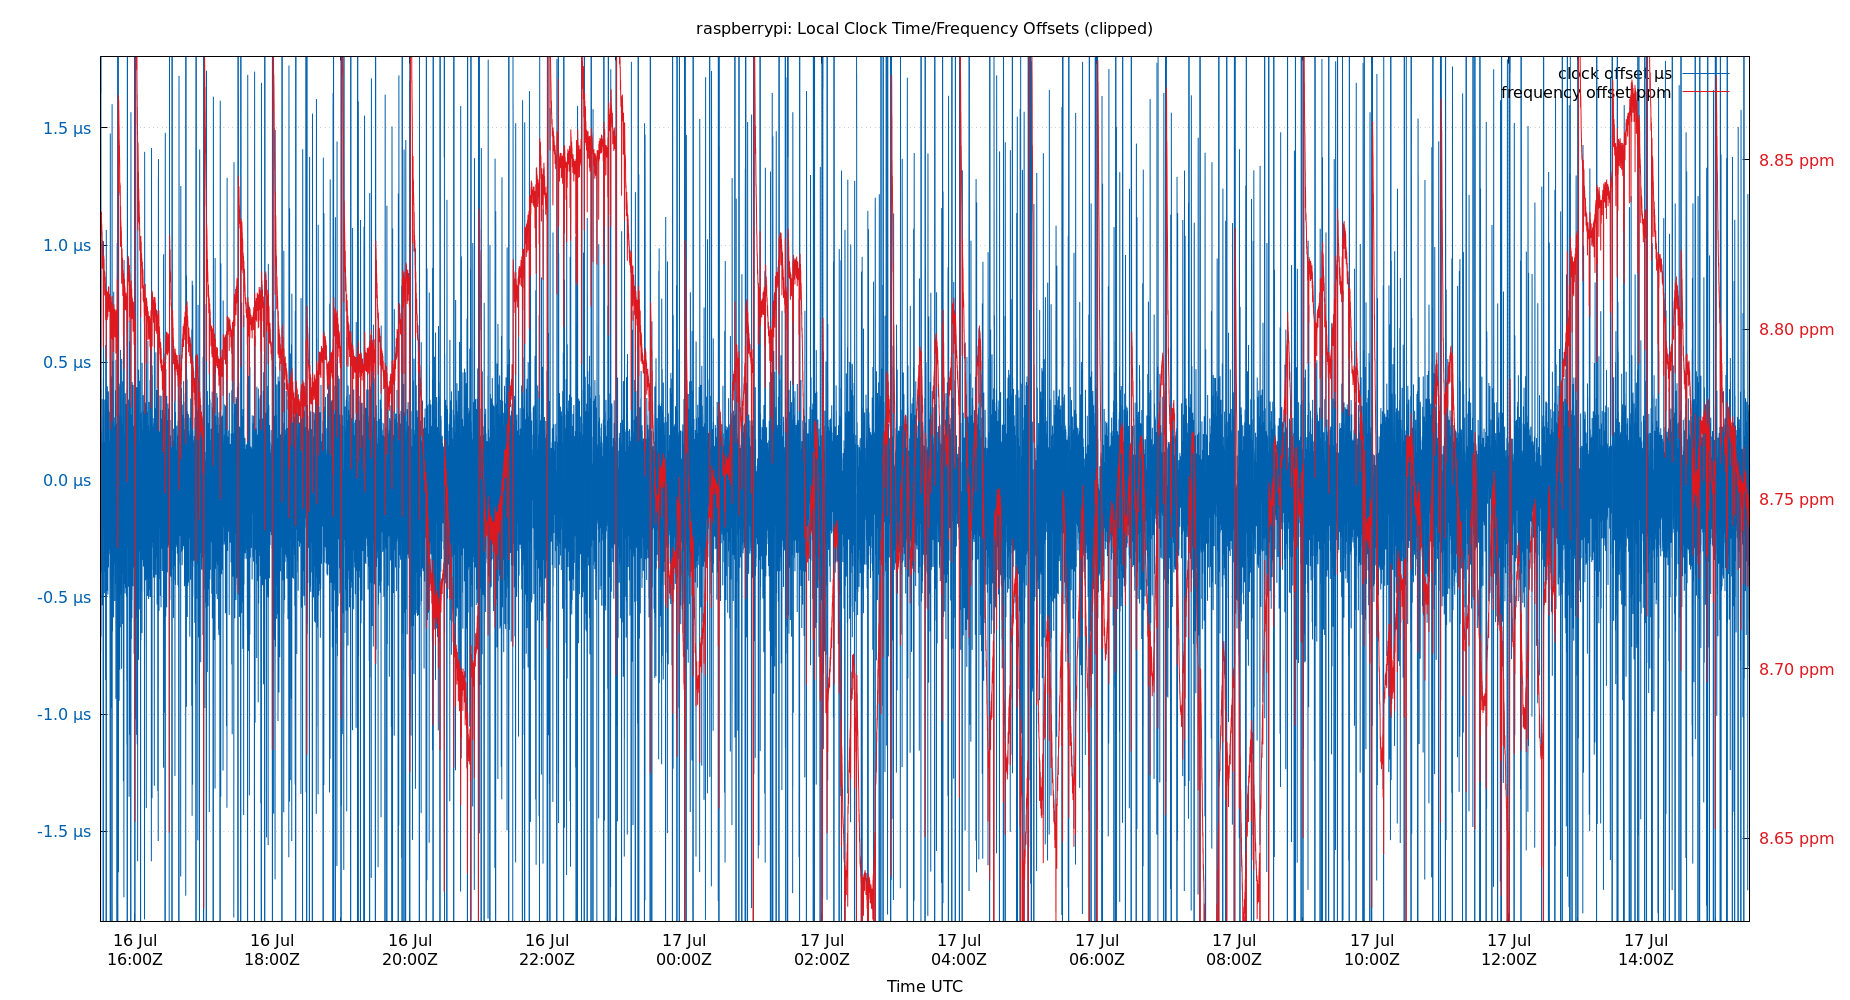 raspberrypi: Local Clock Time/Frequency Offsets (clipped)
clock offset µs
frequency offset ppm
1.5 µs
1.0 µs
0.5 µs
0.0 µs
-0.5 µs
-1.0 µs
-1.5 µs
8.85 ppm
8.80 ppm
8.75 ppm
8.70 ppm
8.65 ppm
16 Jul 16 Jul 16 Jul 16 Jul 17 Jul 17 Jul 17 Jul 17 Jul 17 Jul 17 Jul 17 Jul 17 Jul
16:00Z 18:00Z 20:00Z 22:00Z 00:00Z 02:00Z 04:00Z 06:00Z 08:00Z 10:00Z 12:00Z 14:00Z
Time UTC